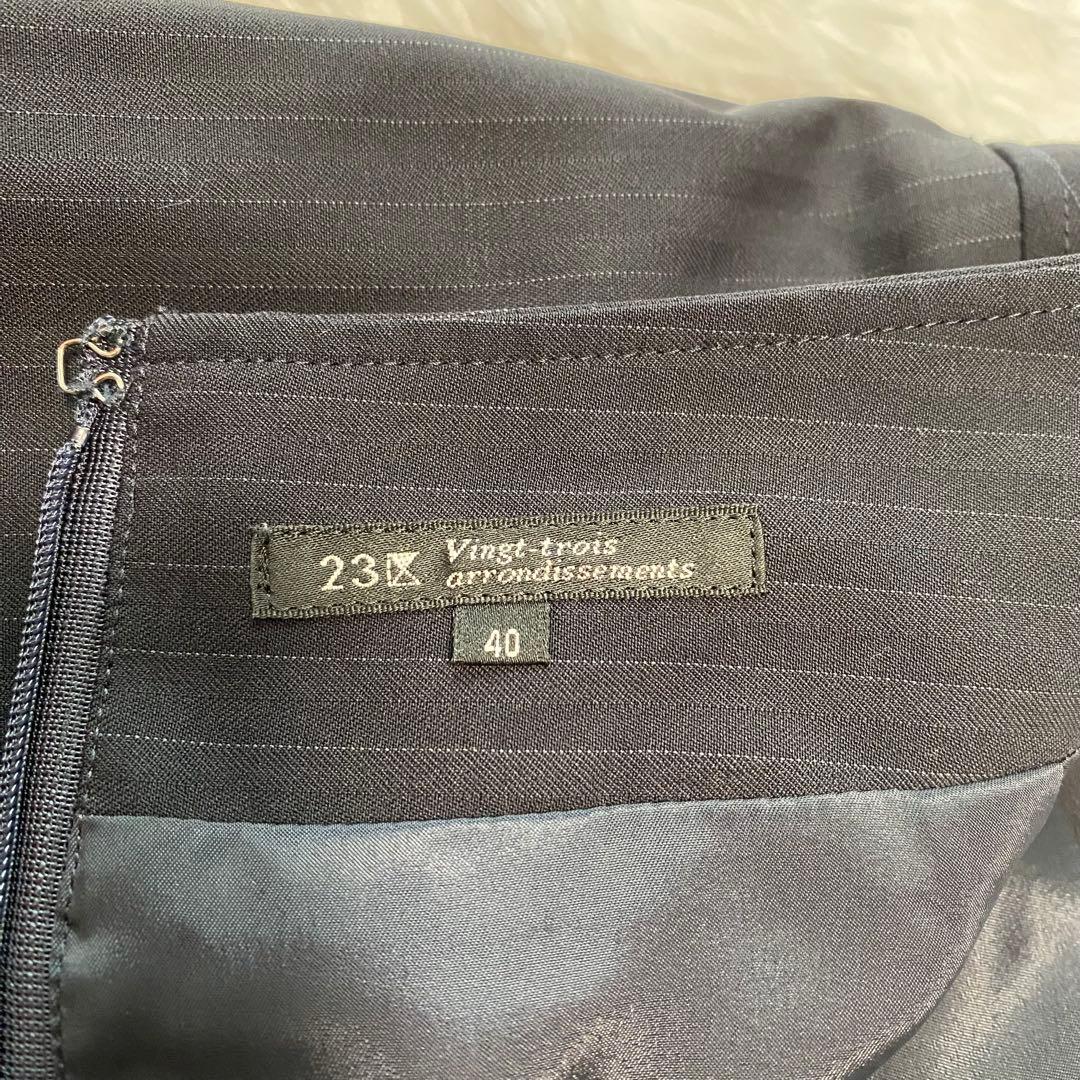 23区 Vingt-trois
arrondissements
40